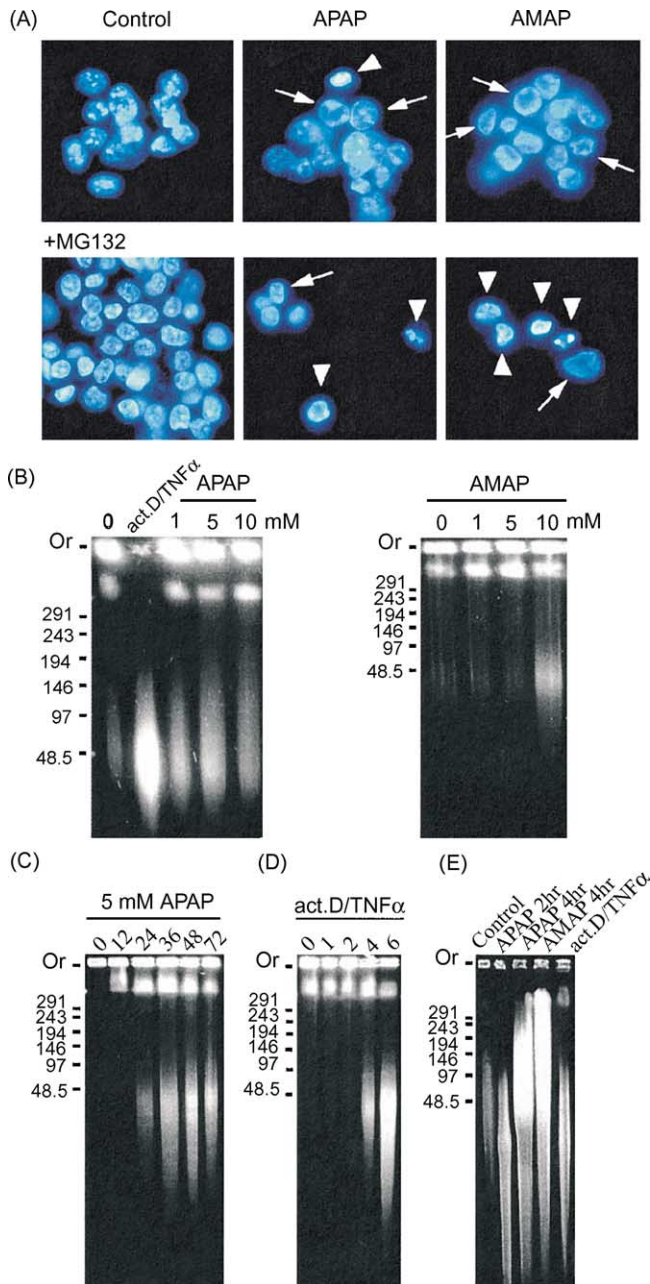 (A)
Control APAP AMAP
+MG132
(B)
0 act.D/TNFα APAP
1 5 10 mM
Or
291
243
194
146
97
48.5
AMAP
0 1 5 10 mM
Or
291
243
194
146
97
48.5
(C)
5 mM APAP
0 12 24 36 48 72
Or
291
243
194
146
97
48.5
(D)
act.D/TNFα
0 1 2 4 6
Or
291
243
194
146
97
48.5
(E)
Control APAP 2hr APAP 4hr AMAP 4hr act.D/TNFα
Or
291
243
194
146
97
48.5